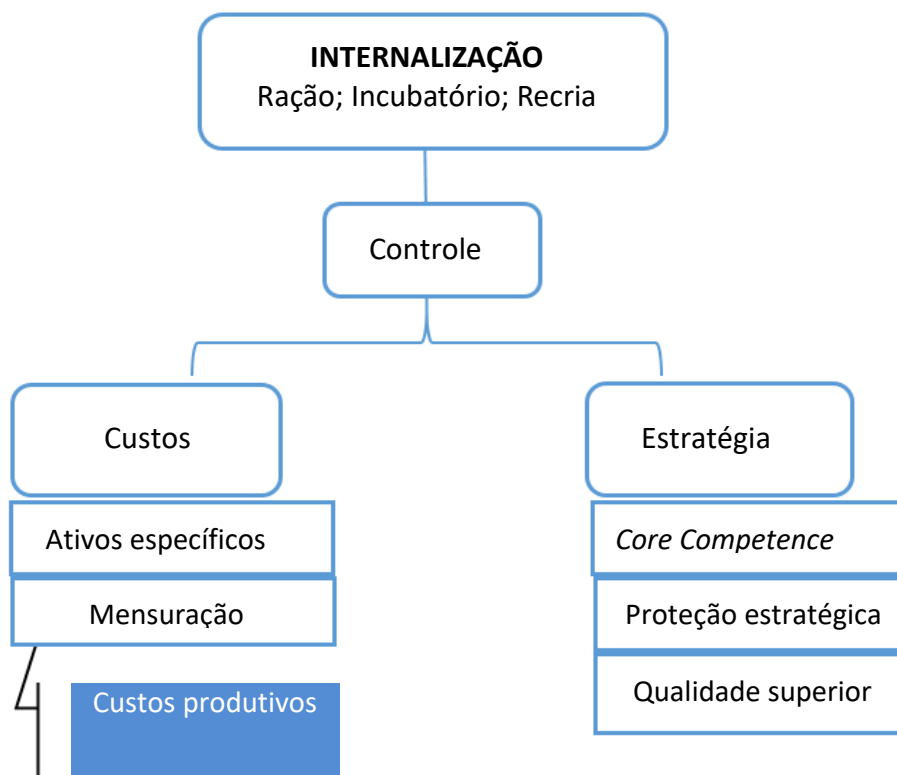 INTERNALIZAÇÃO
Ração; Incubatório; Recria
Controle
Custos
Estratégia
Ativos específicos
Core Competence
Mensuração
Proteção estratégica
Custos produtivos
Qualidade superior